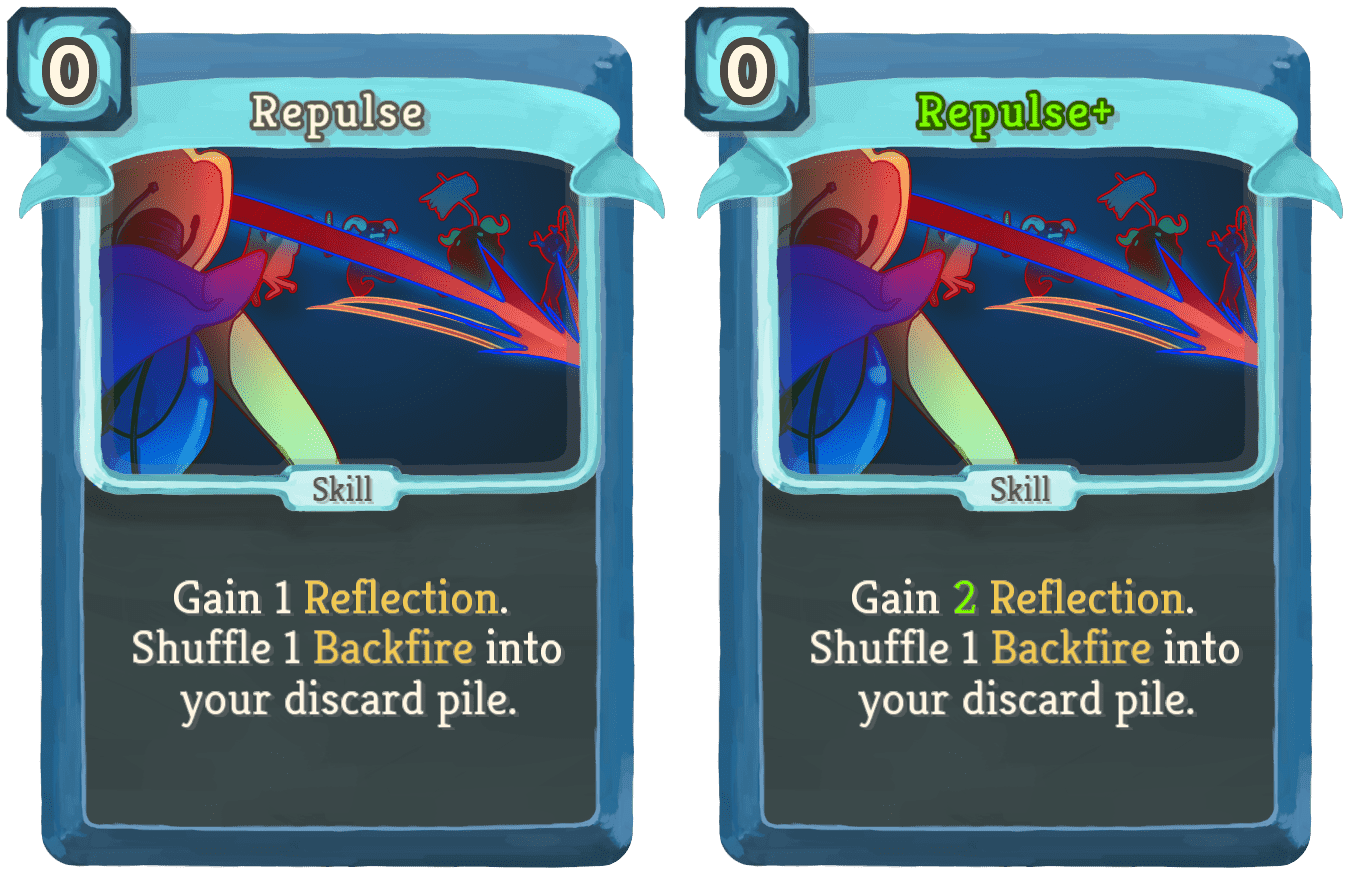 0
Repulse
Skill
Gain 1 Reflection.
Shuffle 1 Backfire into
your discard pile.
0
Repulse+
Skill
Gain 2 Reflection.
Shuffle 1 Backfire into
your discard pile.